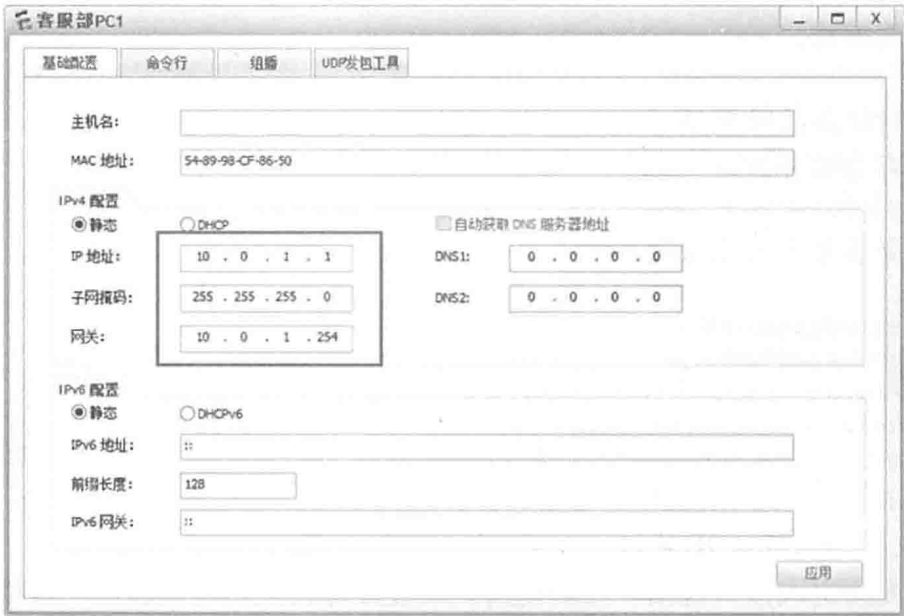 客服部PC1
基础配置 命令行 组播 UDP发包工具
主机名:
MAC 地址: 54-89-98-CF-86-50
IPv4 配置
静态 DHCP 自动获取 DNS 服务器地址
IP 地址: 10 . 0 . 1 . 1 DNS1: 0 . 0 . 0 . 0
子网掩码: 255 . 255 . 255 . 0 DNS2: 0 . 0 . 0 . 0
网关: 10 . 0 . 1 . 254
IPv6 配置
静态 DHCPv6
IPv6 地址: ::
前缀长度: 128
IPv6 网关: ::
应用